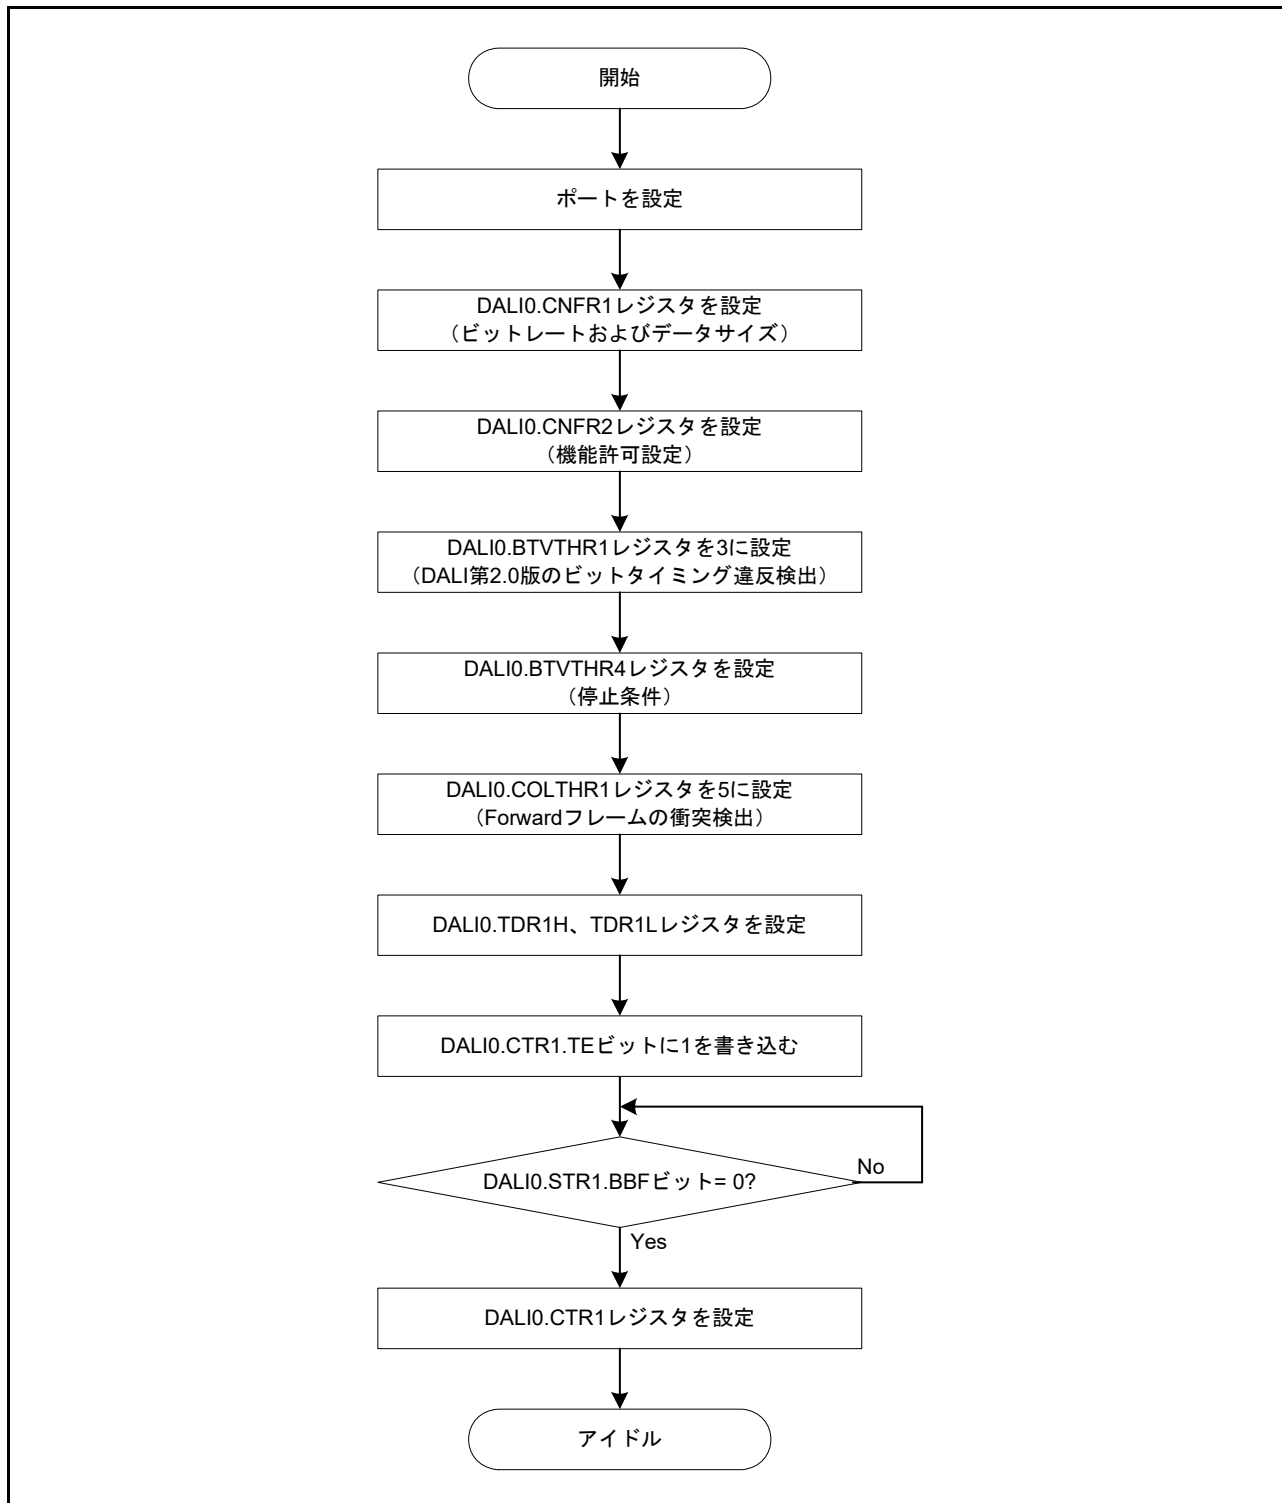 開始
ポートを設定
DALI0.CNFR1レジスタを設定
（ビットレートおよびデータサイズ）
DALI0.CNFR2レジスタを設定
（機能許可設定）
DALI0.BTVTHR1レジスタを3に設定
（DALI第2.0版のビットタイミング違反検出）
DALI0.BTVTHR4レジスタを設定
（停止条件）
DALI0.COLTHR1レジスタを5に設定
（Forwardフレームの衝突検出）
DALI0.TDR1H、TDR1Lレジスタを設定
DALI0.CTR1.TEビットに1を書き込む
DALI0.STR1.BBFビット= 0?
No
Yes
DALI0.CTR1レジスタを設定
アイドル